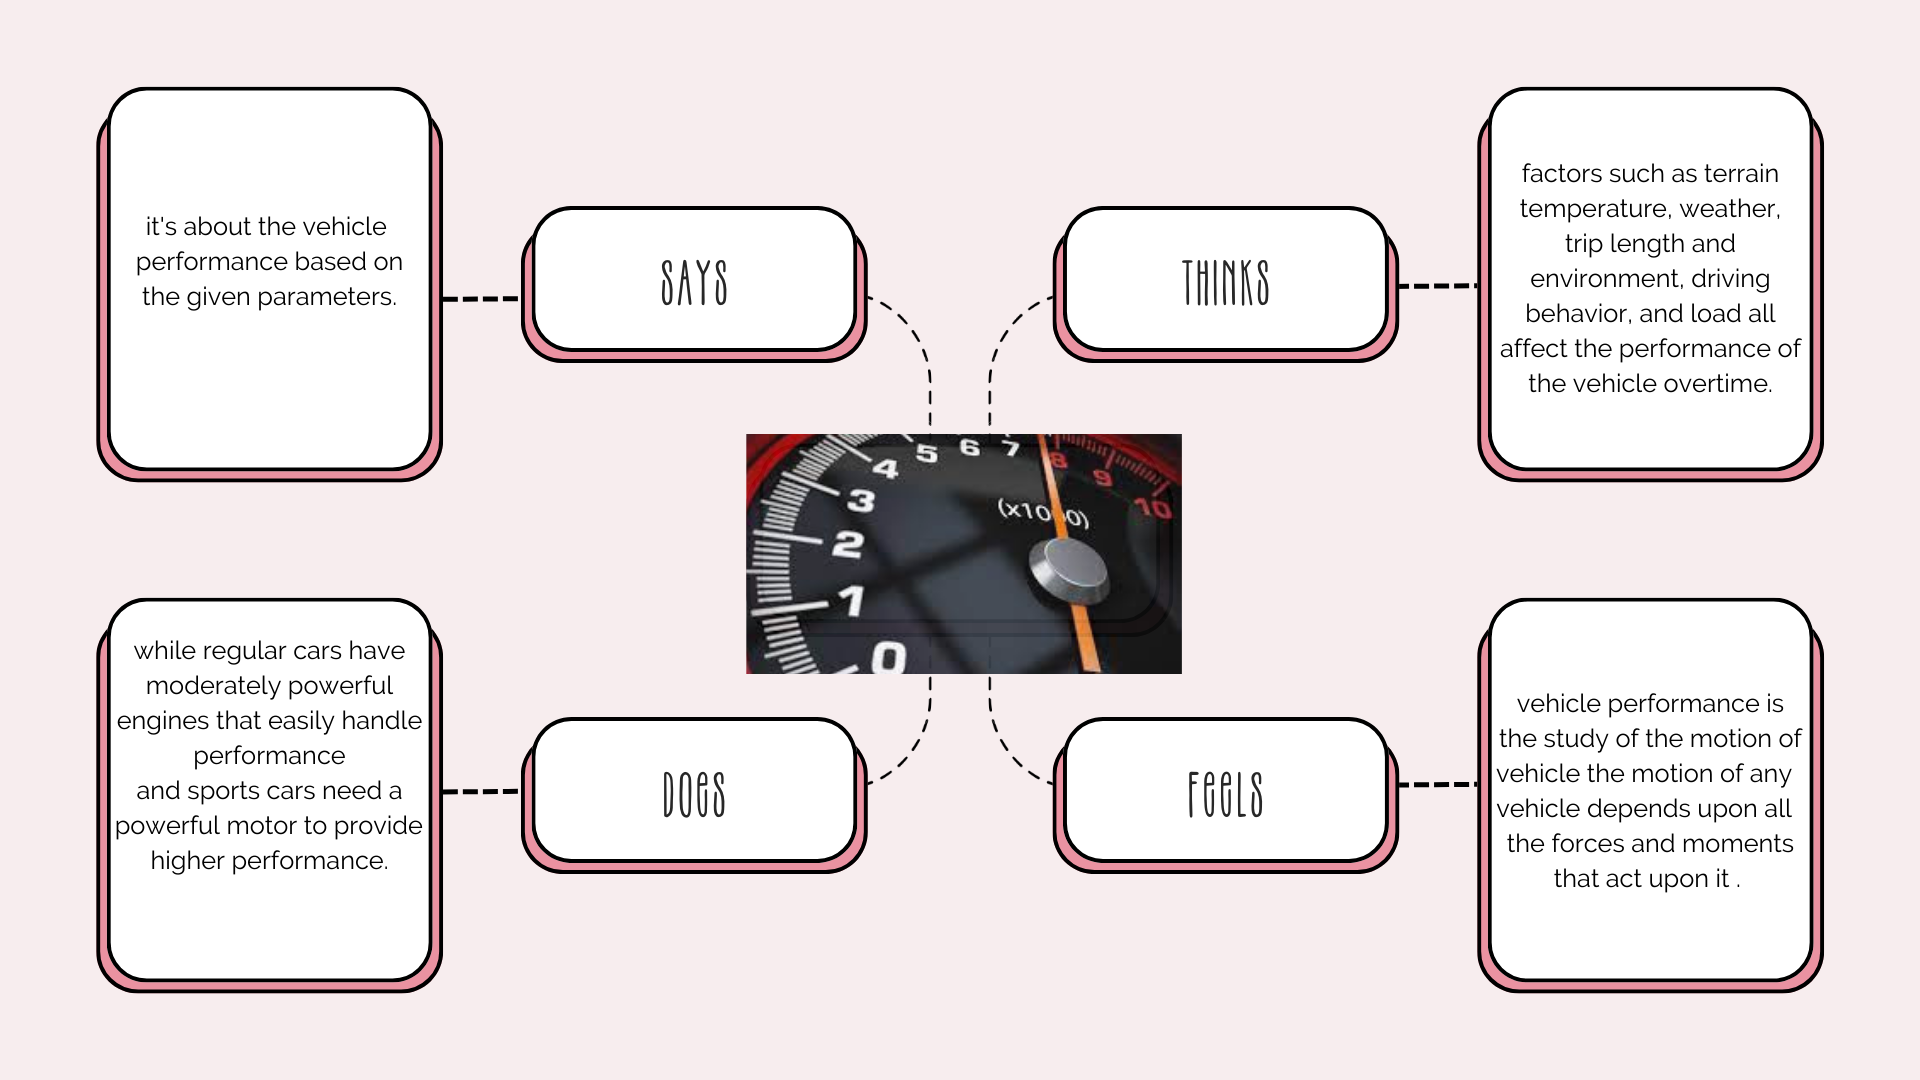 it's about the vehicle
performance based on
the given parameters.
SAYS
THINKS
factors such as terrain
temperature, weather,
trip length and
environment, driving
behavior, and load all
affect the performance of
the vehicle overtime.
5 6 7 8 9 10
4
3
2
1
0
(x1000)
while regular cars have
moderately powerful
engines that easily handle
performance
and sports cars need a
powerful motor to provide
higher performance.
DOES
FEELS
vehicle performance is
the study of the motion of
vehicle the motion of any
vehicle depends upon all
the forces and moments
that act upon it .